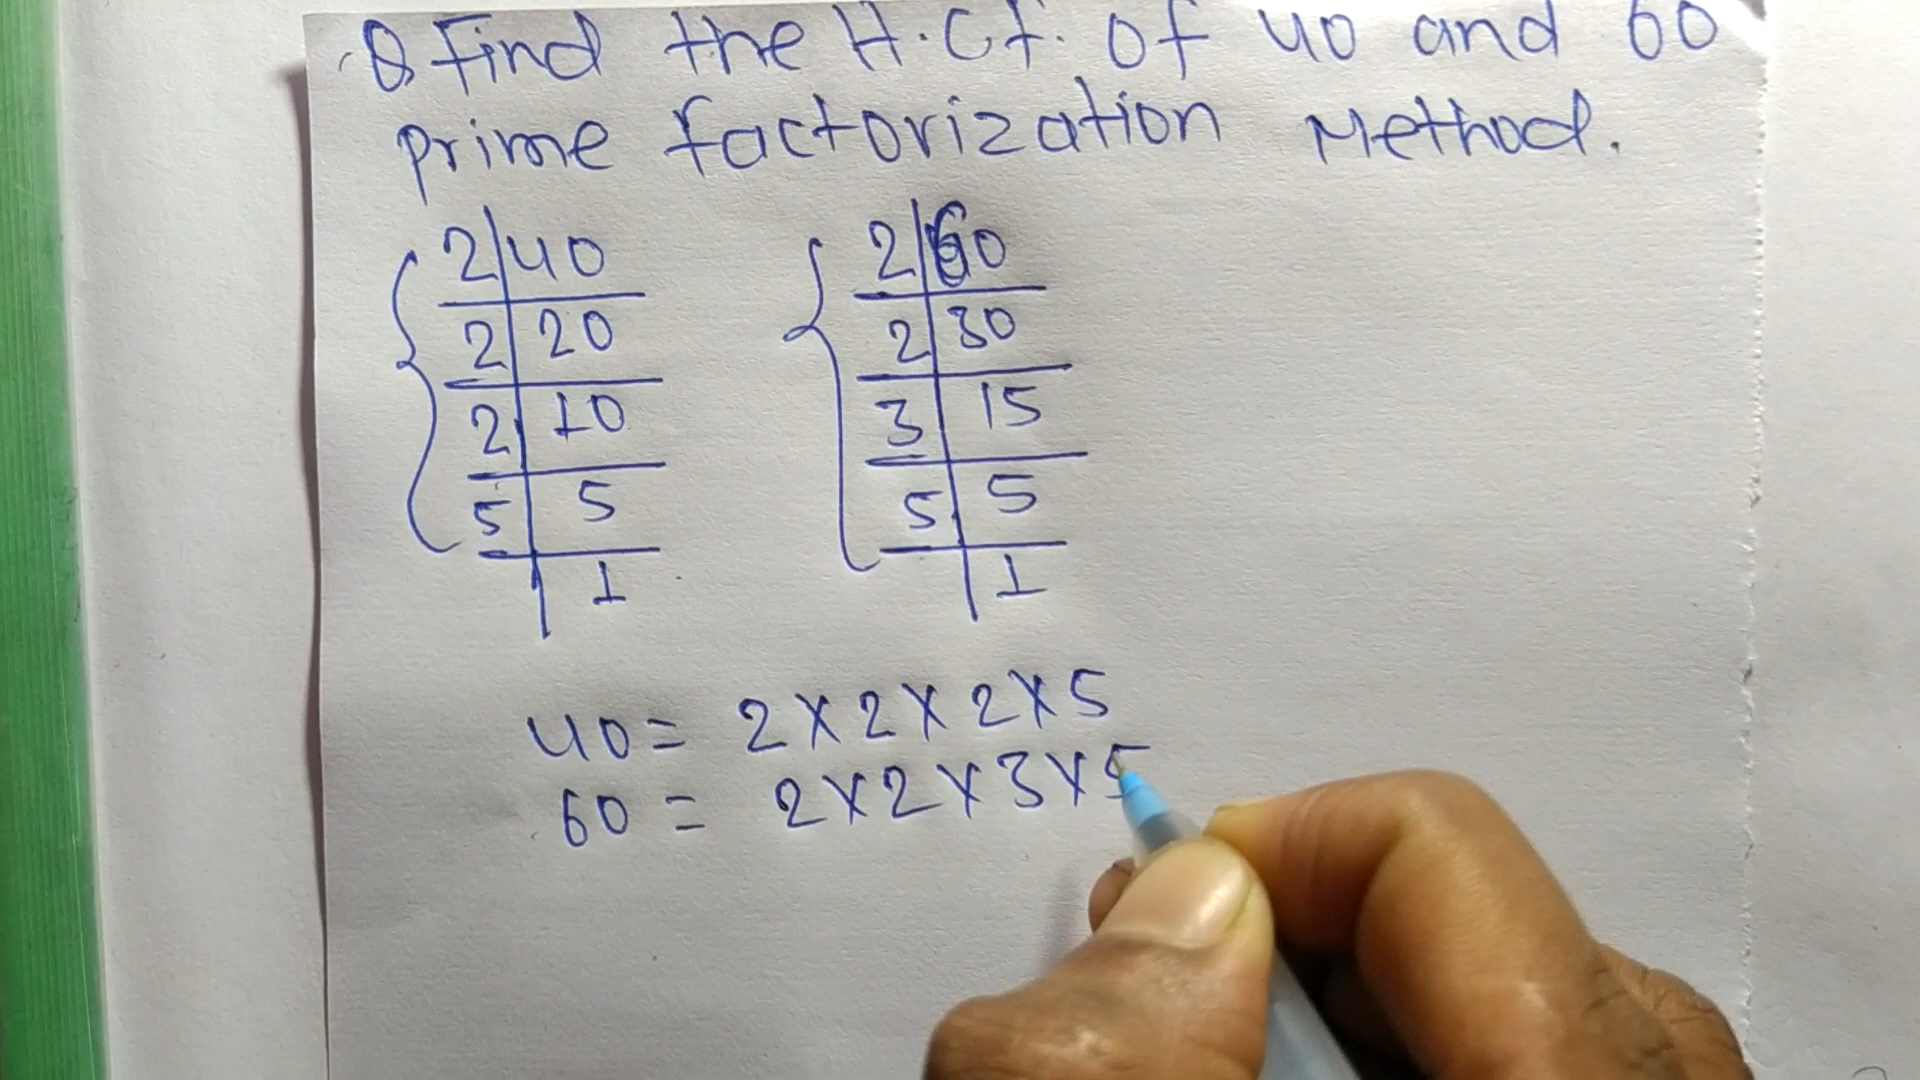 Q Find the H.C.f. of 40 and 60
prime factorization Method.
2|40
2|20
2|10
5|5
|1
2|60
2|30
3|15
5|5
|1
40 = 2 X 2 X 2 X 5
60 = 2 X 2 X 3 X 5